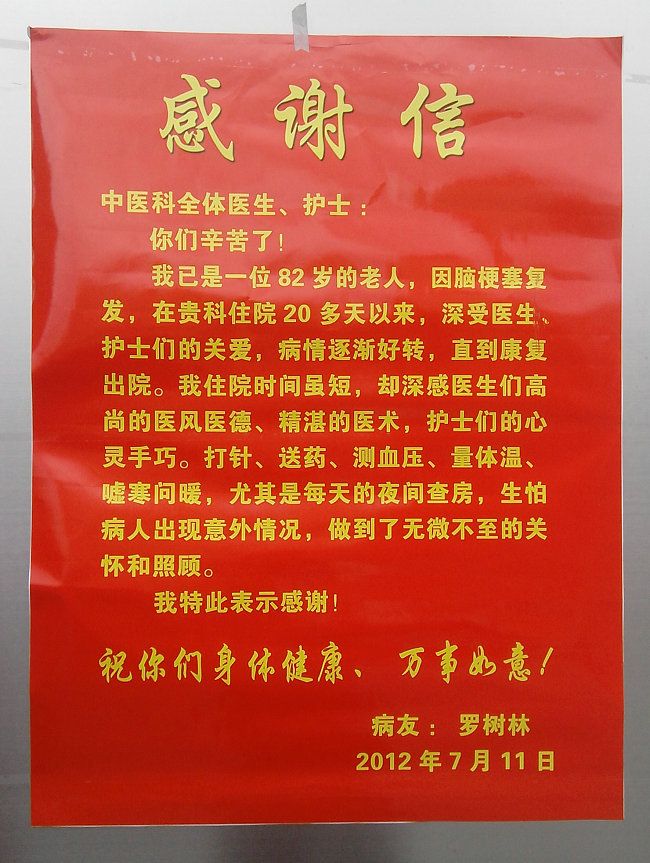 感谢信
中医科全体医生、护士：
你们辛苦了！
我已是一位82岁的老人，因脑梗塞复
发，在贵科住院20多天以来，深受医生、
护士们的关爱，病情逐渐好转，直到康复
出院。我住院时间虽短，却深感医生们高
尚的医风医德、精湛的医术，护士们的心
灵手巧。打针、送药、测血压、量体温、
嘘寒问暖，尤其是每天的夜间查房，生怕
病人出现意外情况，做到了无微不至的关
怀和照顾。
我特此表示感谢！
祝你们身体健康、万事如意！
病友：罗树林
2012年7月11日